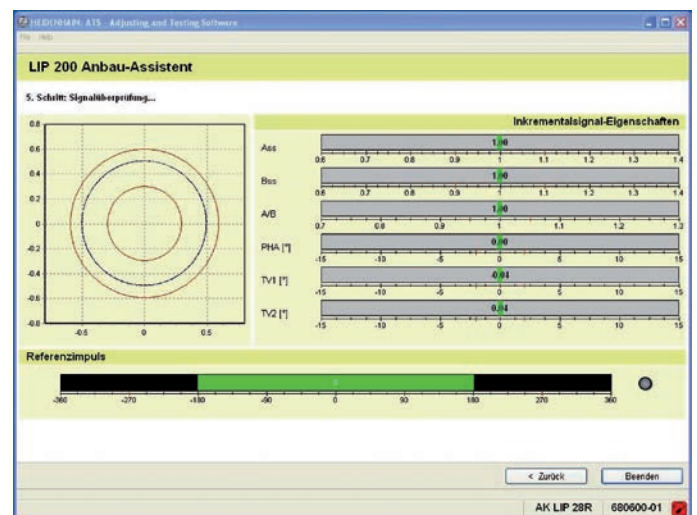 HEIDENHAIN: ATS - Adjusting and Testing Software
File Help
LIP 200 Anbau-Assistent
5. Schritt: Signalüberprüfung...
Inkrementalsignal-Eigenschaften
0.8
0.6
0.4
0.2
0
-0.2
-0.4
-0.6
-0.8
-0.5 0 0.5
Ass 1.00
0.6 0.7 0.8 0.9 1 1.1 1.2 1.3 1.4
Bss 1.00
0.6 0.7 0.8 0.9 1 1.1 1.2 1.3 1.4
A/B 1.00
0.7 0.8 0.9 1 1.1 1.2 1.3
PHA [°] 0.00
-15 -10 -5 0 5 10 15
TV1 [°] -0.04
-15 -10 -5 0 5 10 15
TV2 [°] 0.04
-15 -10 -5 0 5 10 15
Referenzimpuls
-360 -270 -180 -90 0 90 180 270 360
< Zurück Beenden
AK LIP 28R 680600-01